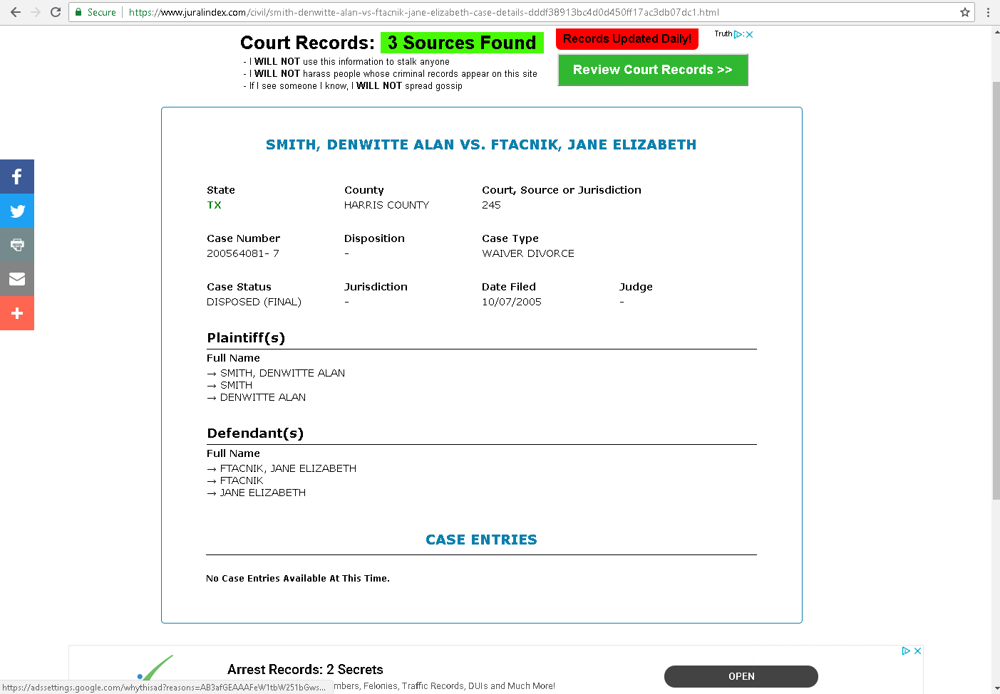 Secure https://www.juralindex.com/civil/smith-denwitte-alan-vs-ftacnik-jane-elizabeth-case-details-dddf38913bc4d0d450ff17ac3db07dc1.html
Court Records: 3 Sources Found
- I WILL NOT use this information to stalk anyone
- I WILL NOT harass people whose criminal records appear on this site
- If I see someone I know, I WILL NOT spread gossip
Records Updated Daily!
Truth
Review Court Records >>
SMITH, DENWITTE ALAN VS. FTACNIK, JANE ELIZABETH
State County Court, Source or Jurisdiction
TX HARRIS COUNTY 245
Case Number Disposition Case Type
200564081- 7 - WAIVER DIVORCE
Case Status Jurisdiction Date Filed Judge
DISPOSED (FINAL) - 10/07/2005 -
Plaintiff(s)
Full Name
→ SMITH, DENWITTE ALAN
→ SMITH
→ DENWITTE ALAN
Defendant(s)
Full Name
→ FTACNIK, JANE ELIZABETH
→ FTACNIK
→ JANE ELIZABETH
CASE ENTRIES
No Case Entries Available At This Time.
Arrest Records: 2 Secrets
OPEN
https://adssettings.google.com/whythisad?reasons=AB3afGEAAAFeW1tbW251bGws...
mbers, Felonies, Traffic Records, DUIs and Much More!